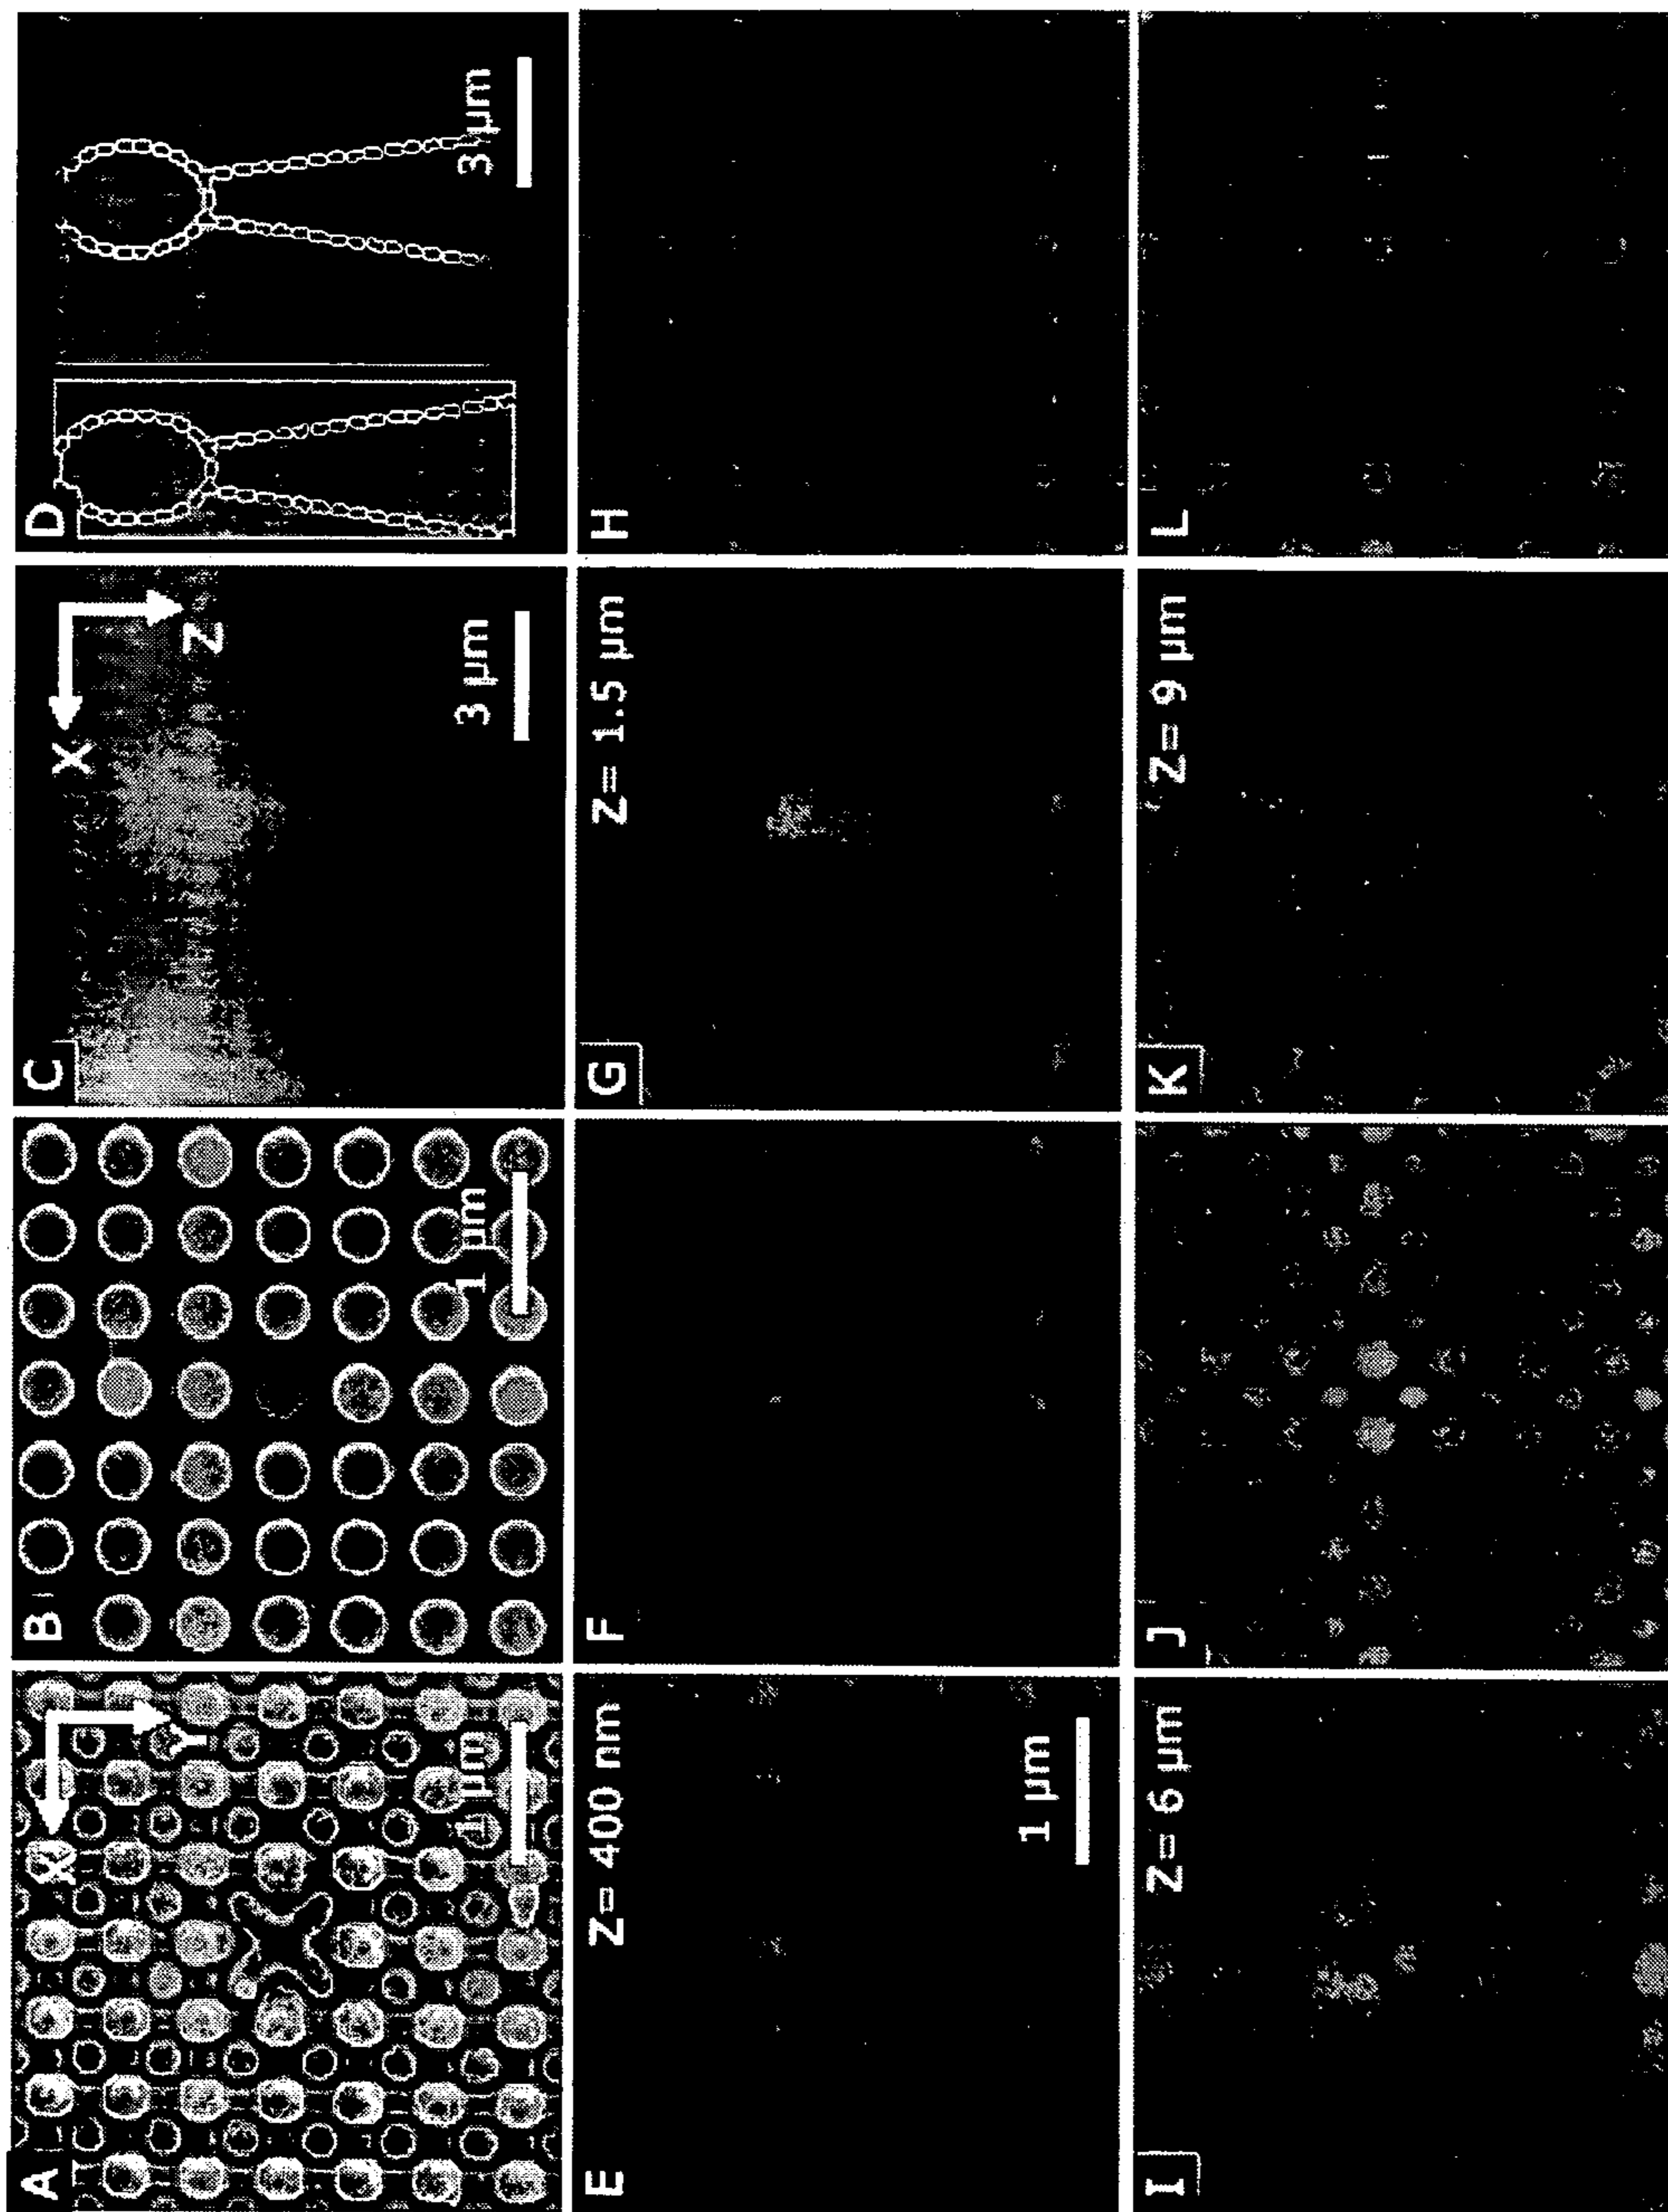 A
X
Y
1 µm
B
1 µm
C
X
Z
3 µm
D
3 µm
E
Z= 400 nm
1 µm
F
G
Z= 1.5 µm
H
I
Z= 6 µm
J
K
Z= 9 µm
L